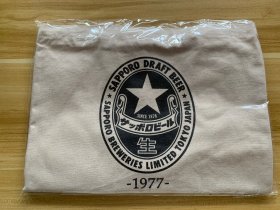 SAPPORO DRAFT BEER
SINCE 1876
サッポロビール
生
SAPPORO BREWERIES LIMITED TOKYO JAPAN
-1977-